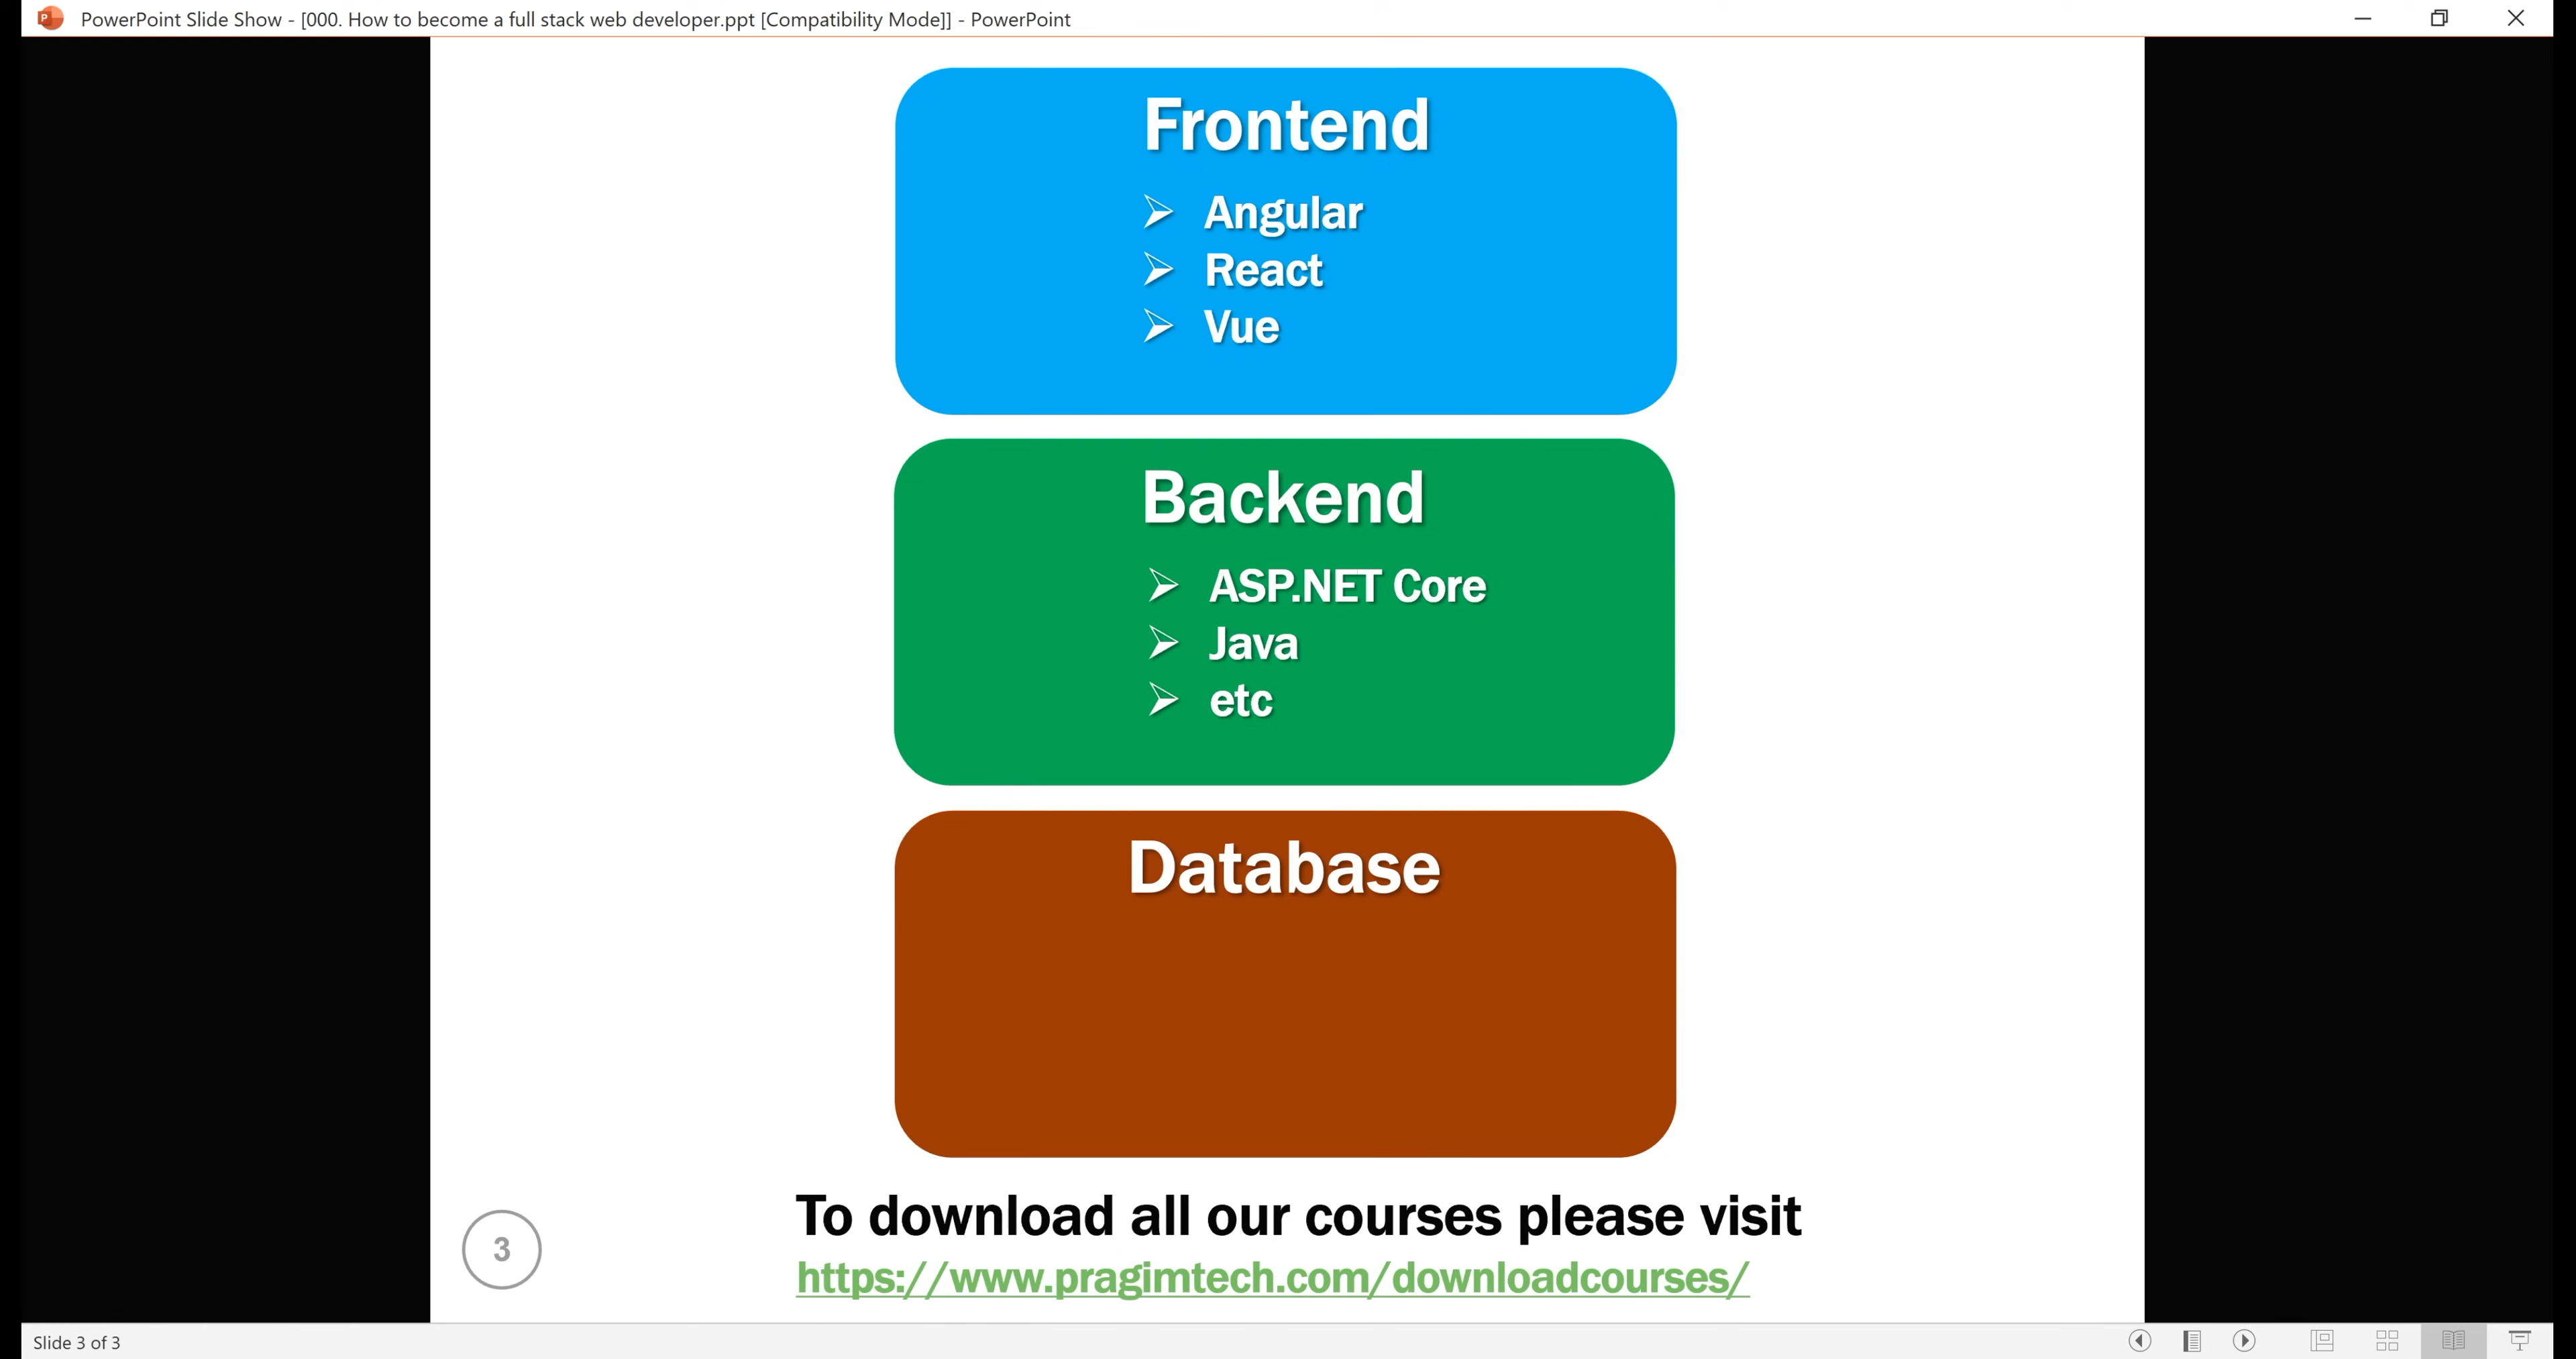 PowerPoint Slide Show - [000. How to become a full stack web developer.ppt [Compatibility Mode]] - PowerPoint
Frontend
Angular
React
Vue
Backend
ASP.NET Core
Java
etc
Database
To download all our courses please visit
https://www.pragimtech.com/downloadcourses/
3
Slide 3 of 3